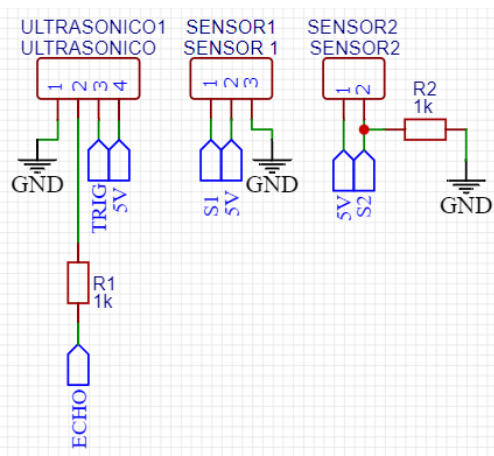 ULTRASONICO1
ULTRASONICO
1 2 3 4
GND
TRIG
5V
R1
1k
ECHO
SENSOR1
SENSOR 1
1 2 3
S1
5V
GND
SENSOR2
SENSOR2
1 2
5V
S2
R2
1k
GND